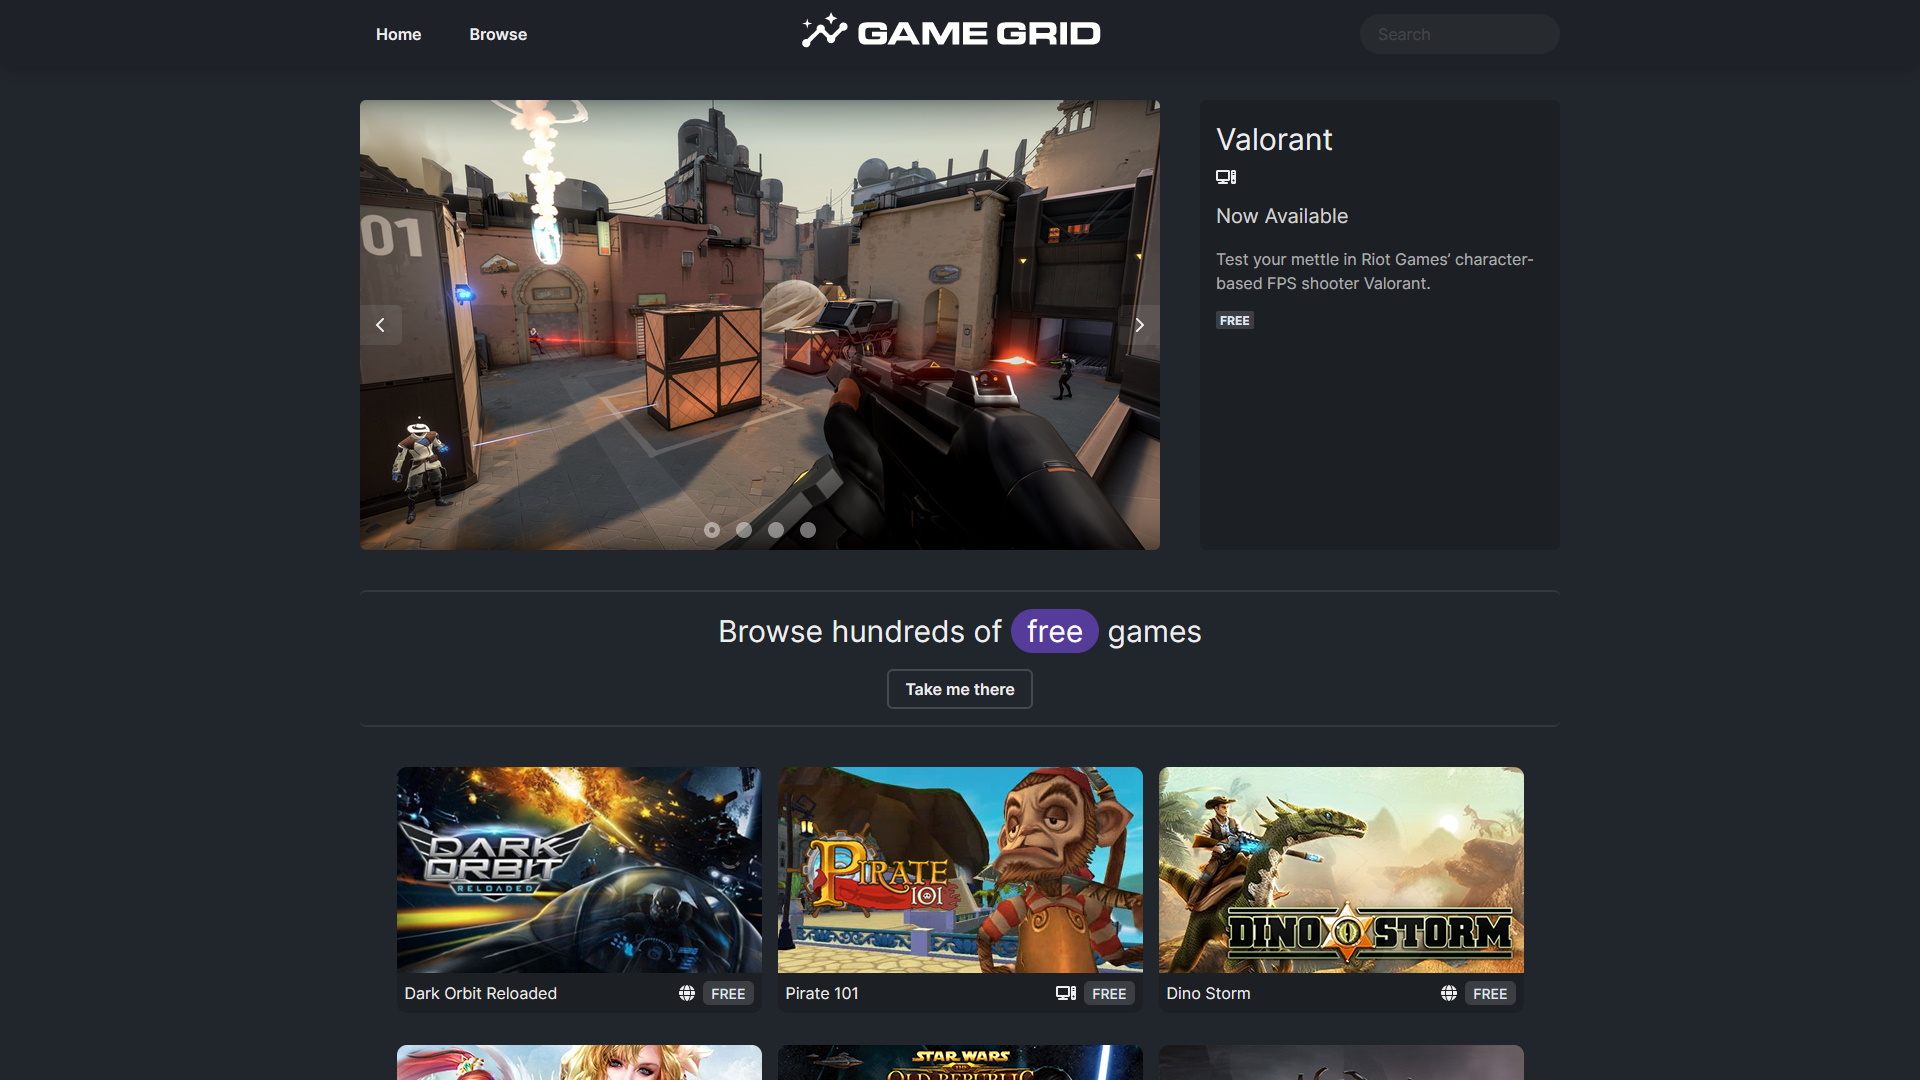 Home
Browse
GAME GRID
Search
01
Valorant
Now Available
Test your mettle in Riot Games’ character-
based FPS shooter Valorant.
FREE
Browse hundreds of free games
Take me there
DARK
ORBIT
RELOADED
PIRATE
101
DINO STORM
Dark Orbit Reloaded
FREE
Pirate 101
FREE
Dino Storm
FREE
STAR WARS
THE
OLD REPUBLIC